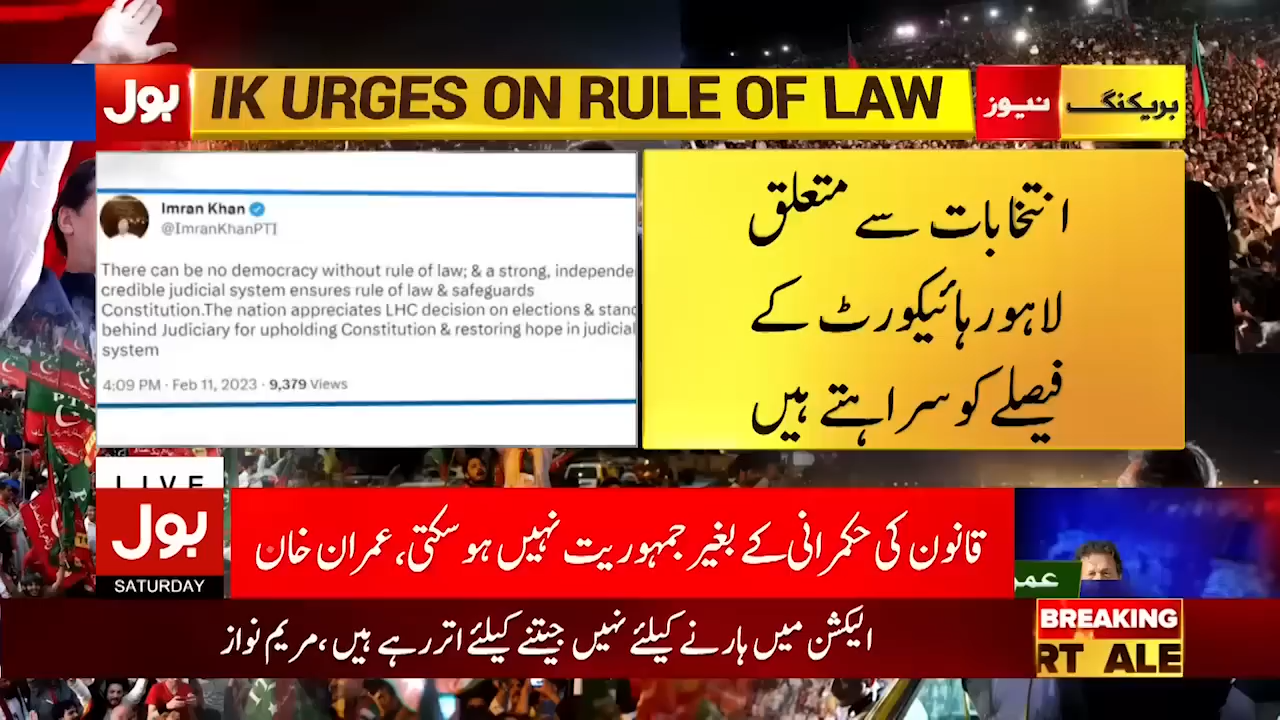 بول
IK URGES ON RULE OF LAW
نیوز
بریکنگ
Imran Khan
@ImranKhanPTI
There can be no democracy without rule of law; & a strong, independe
credible judicial system ensures rule of law & safeguards
Constitution.The nation appreciates LHC decision on elections & stand
behind Judiciary for upholding Constitution & restoring hope in judicial
system
4:09 PM · Feb 11, 2023 · 9,379 Views
انتخابات سے متعلق
لاہور ہائیکورٹ کے
فیصلے کو سراہتے ہیں
LIVE
بول
SATURDAY
قانون کی حکمرانی کے بغیر جمہوریت نہیں ہو سکتی، عمران خان
عمر
الیکشن میں ہارنے کیلئے نہیں جیتنے کیلئے اتر رہے ہیں، مریم نواز
BREAKING
RT ALE